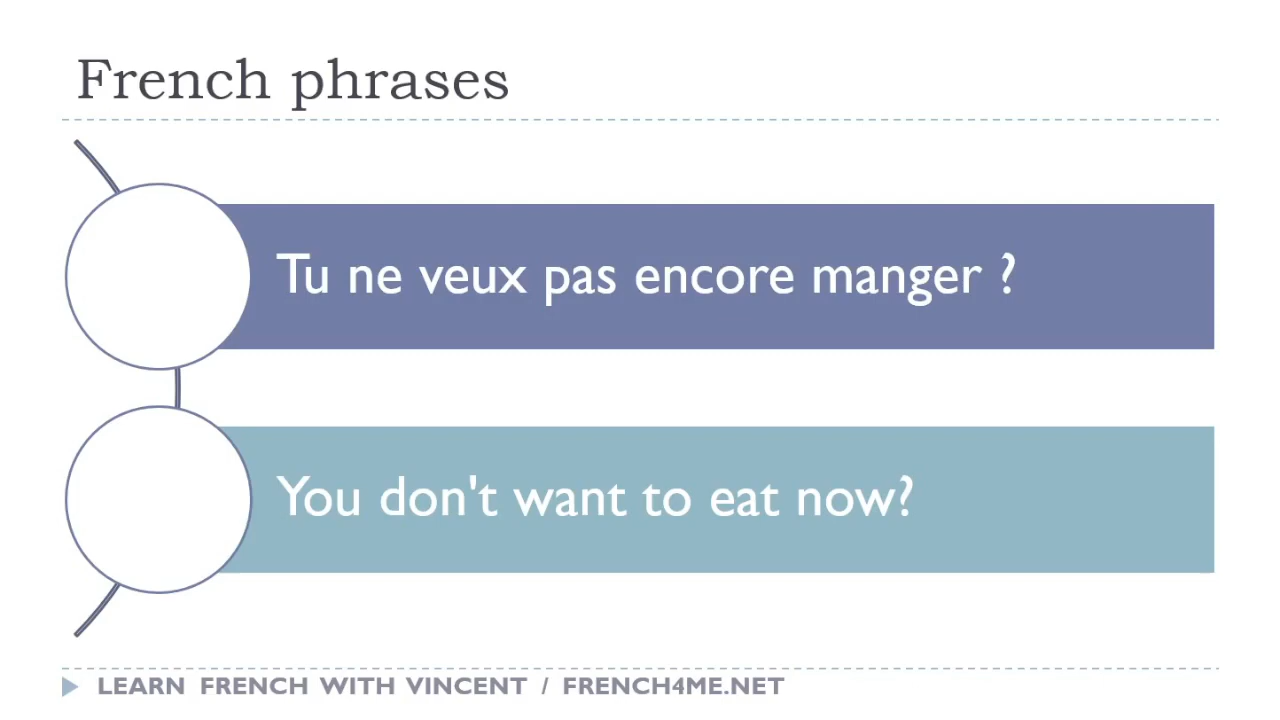 French phrases
Tu ne veux pas encore manger ?
You don't want to eat now?
LEARN FRENCH WITH VINCENT / FRENCH4ME.NET